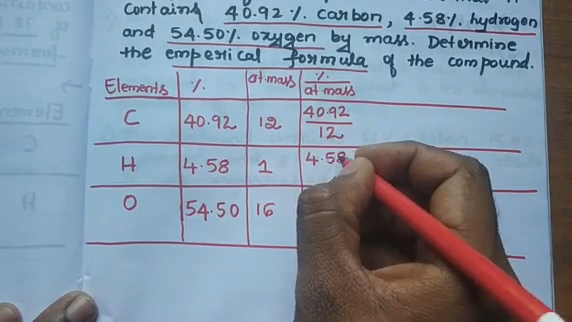 contains 40.92 %. carbon, 4.58%. hydrogen
and 54.50% oxygen by mass. Determine
the emperical formula of the compound.
Elements %. at mass %. / at mass
C 40.92 12 40.92 / 12
H 4.58 1 4.58
O 54.50 16